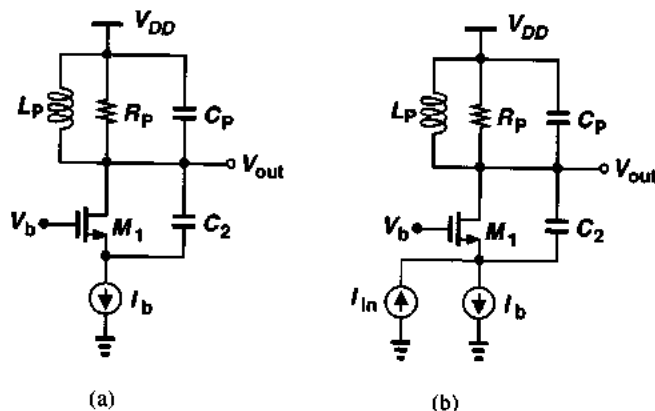 V_DD
L_P
R_P
C_P
V_out
V_b
M_1
C_2
I_b
(a)
V_DD
L_P
R_P
C_P
V_out
V_b
M_1
C_2
I_in
I_b
(b)